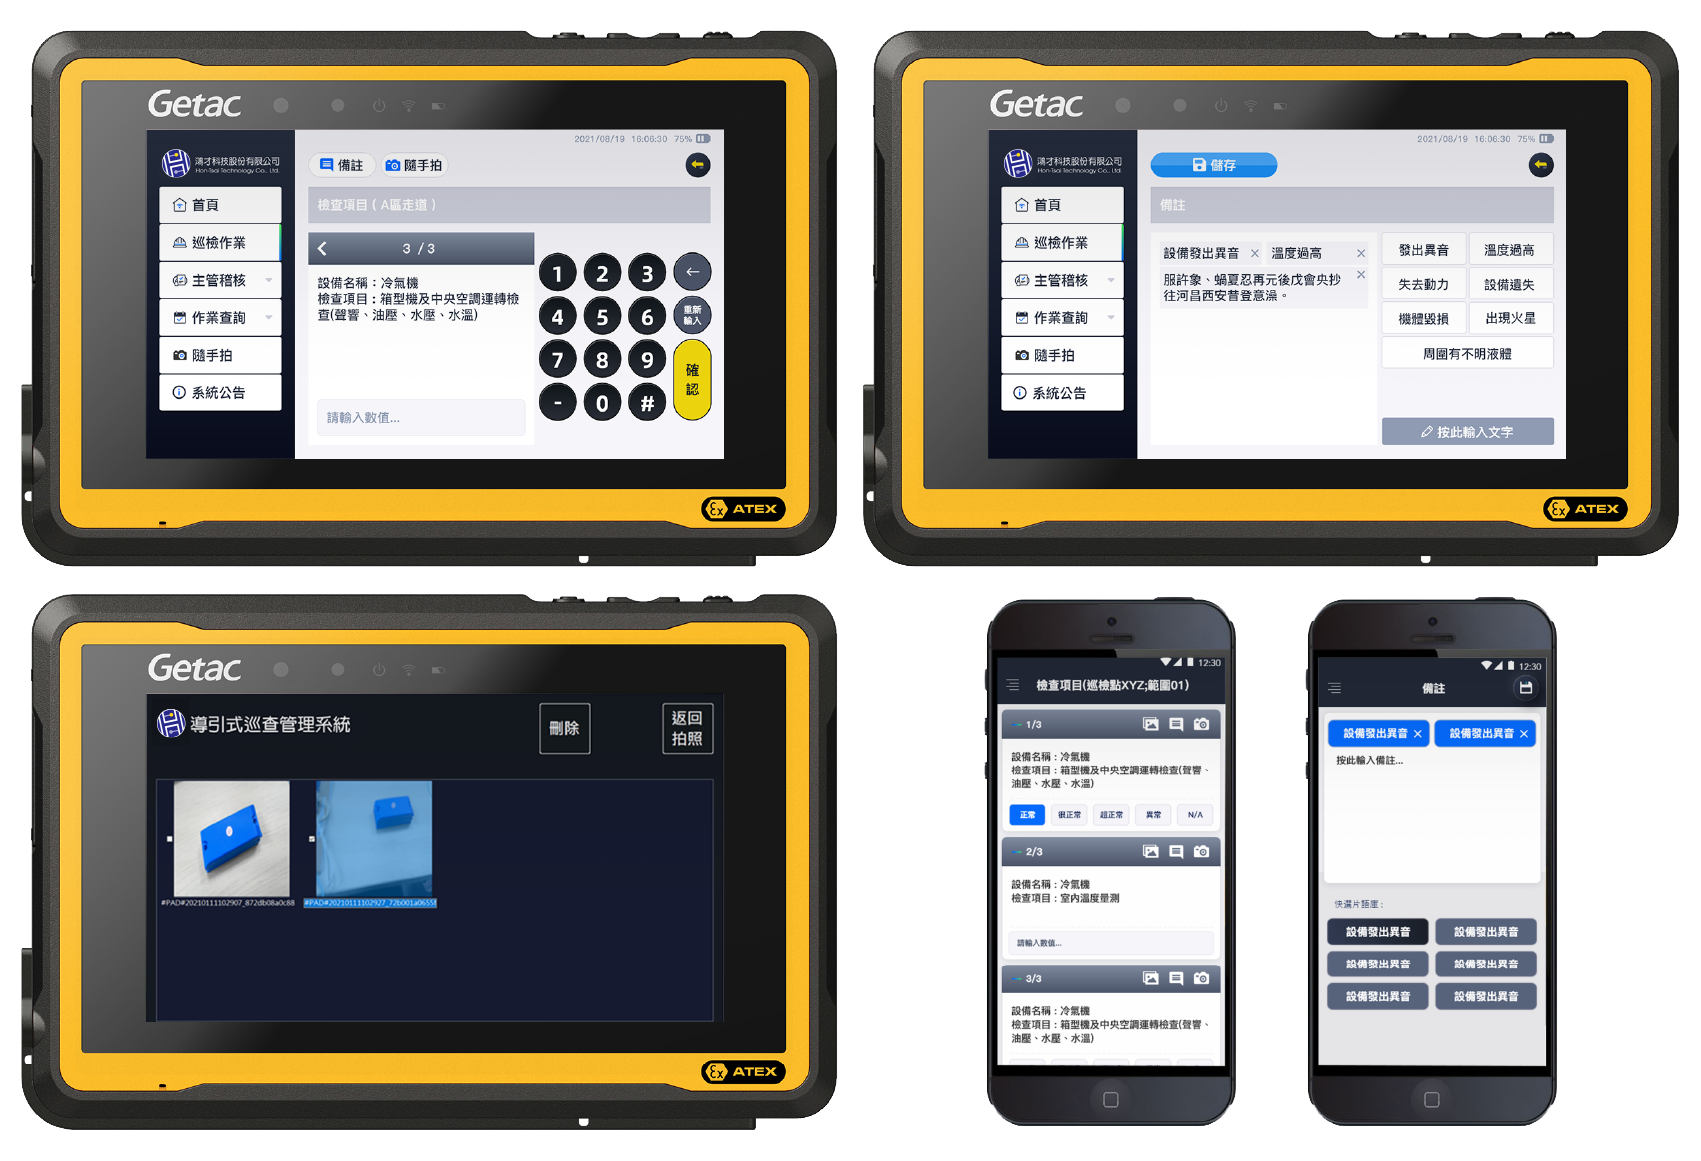 Getac
2021/08/19 16:06:30 75%
鴻才科技股份有限公司
Hon-Tsai Technology Co., Ltd.
備註
隨手拍
首頁
巡檢作業
主管稽核
作業查詢
隨手拍
系統公告
檢查項目 ( A區走道 )
3 / 3
設備名稱：冷氣機
檢查項目：箱型機及中央空調運轉檢
查(聲響、油壓、水壓、水溫)
請輸入數值...
1 2 3 ←
4 5 6 重新輸入
7 8 9 確認
- 0 #
Ex ATEX
Getac
2021/08/19 16:06:30 75%
鴻才科技股份有限公司
Hon-Tsai Technology Co., Ltd.
儲存
首頁
巡檢作業
主管稽核
作業查詢
隨手拍
系統公告
備註
設備發出異音 × 溫度過高 ×
服許象、蝸夏忍再元後戊會央抄 ×
往河昌西安昔登意澡。
發出異音 溫度過高
失去動力 設備遺失
機體毀損 出現火星
周圍有不明液體
按此輸入文字
Ex ATEX
Getac
導引式巡查管理系統
刪除
返回
拍照
#PAD#20210111102907_872db08a0c88
#PAD#20210111102927_72b001a0655
Ex ATEX
12:30
檢查項目(巡檢點XYZ;範圍01)
1/3
設備名稱：冷氣機
檢查項目：箱型機及中央空調運轉檢查(聲響、
油壓、水壓、水溫)
正常 很正常 超正常 異常 N/A
2/3
設備名稱：冷氣機
檢查項目：室內溫度量測
請輸入數值...
3/3
設備名稱：冷氣機
檢查項目：箱型機及中央空調運轉檢查(聲響、
油壓、水壓、水溫)
12:30
備註
設備發出異音 × 設備發出異音 ×
按此輸入備註...
快選片語庫：
設備發出異音 設備發出異音
設備發出異音 設備發出異音
設備發出異音 設備發出異音